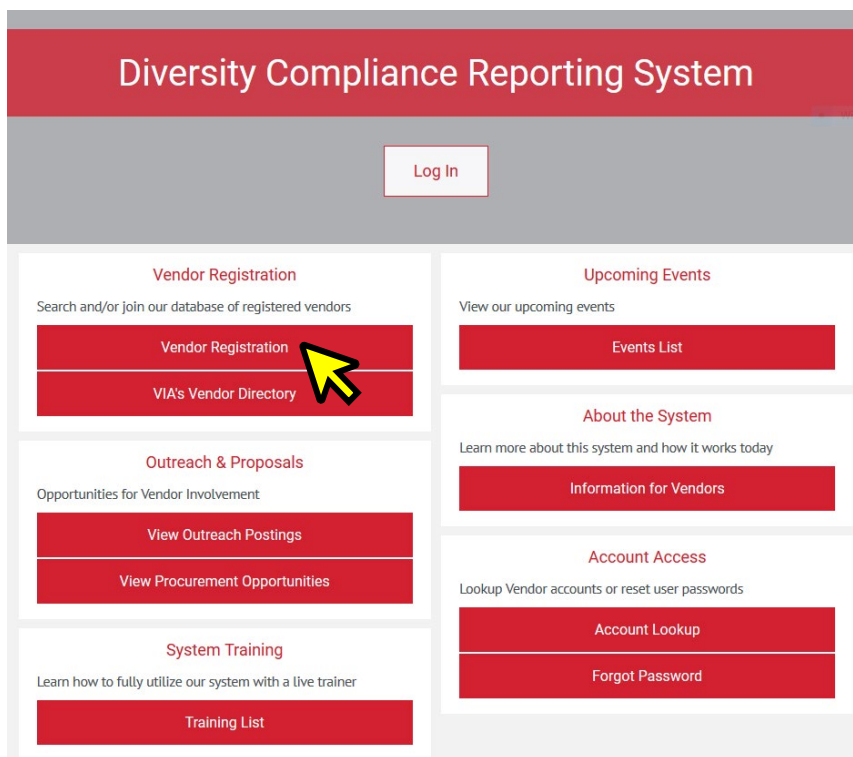 Diversity Compliance Reporting System
Log In
Vendor Registration
Search and/or join our database of registered vendors
Vendor Registration
VIA's Vendor Directory
Outreach & Proposals
Opportunities for Vendor Involvement
View Outreach Postings
View Procurement Opportunities
System Training
Learn how to fully utilize our system with a live trainer
Training List
Upcoming Events
View our upcoming events
Events List
About the System
Learn more about this system and how it works today
Information for Vendors
Account Access
Lookup Vendor accounts or reset user passwords
Account Lookup
Forgot Password